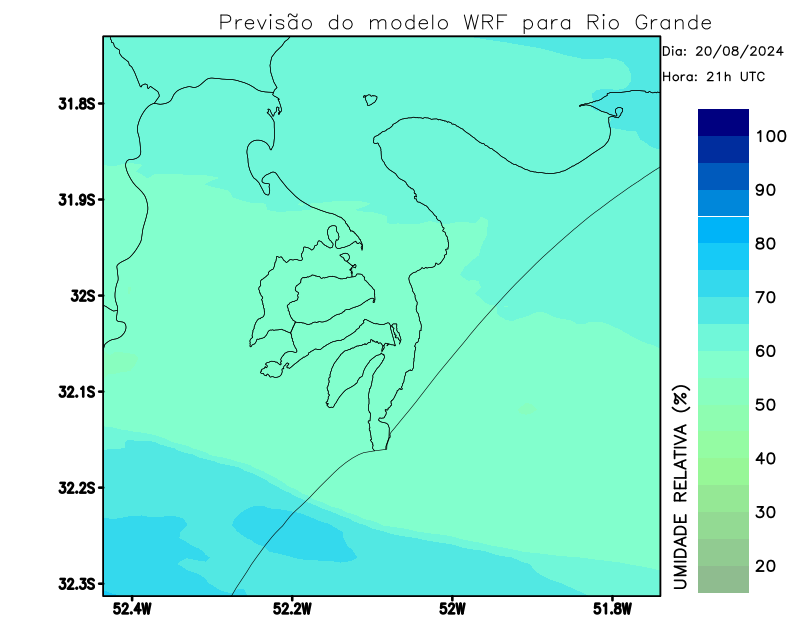 Previsão do modelo WRF para Rio Grande
Dia: 20/08/2024
Hora: 21h UTC
31.8S
31.9S
32S
32.1S
32.2S
32.3S
52.4W
52.2W
52W
51.8W
100
90
80
70
60
50
40
30
20
UMIDADE RELATIVA (%)